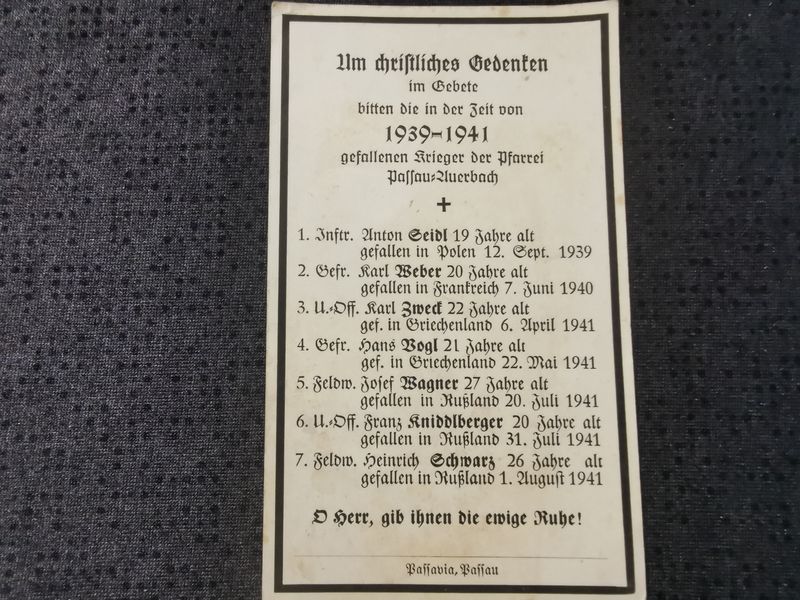 Um christliches Gedenken
im Gebete
bitten die in der Zeit von
1939-1941
gefallenen Krieger der Pfarrei
Passau-Auerbach
1. Inftr. Anton Seidl 19 Jahre alt
gefallen in Polen 12. Sept. 1939
2. Gefr. Karl Weber 20 Jahre alt
gefallen in Frankreich 7. Juni 1940
3. U.-Off. Karl Zweck 22 Jahre alt
gef. in Griechenland 6. April 1941
4. Gefr. Hans Vogl 21 Jahre alt
gef. in Griechenland 22. Mai 1941
5. Feldw. Josef Wagner 27 Jahre alt
gefallen in Rußland 20. Juli 1941
6. U.-Off. Franz Kniddlberger 20 Jahre alt
gefallen in Rußland 31. Juli 1941
7. Feldw. Heinrich Schwarz 26 Jahre alt
gefallen in Rußland 1. August 1941
O Herr, gib ihnen die ewige Ruhe!
Passavia, Passau